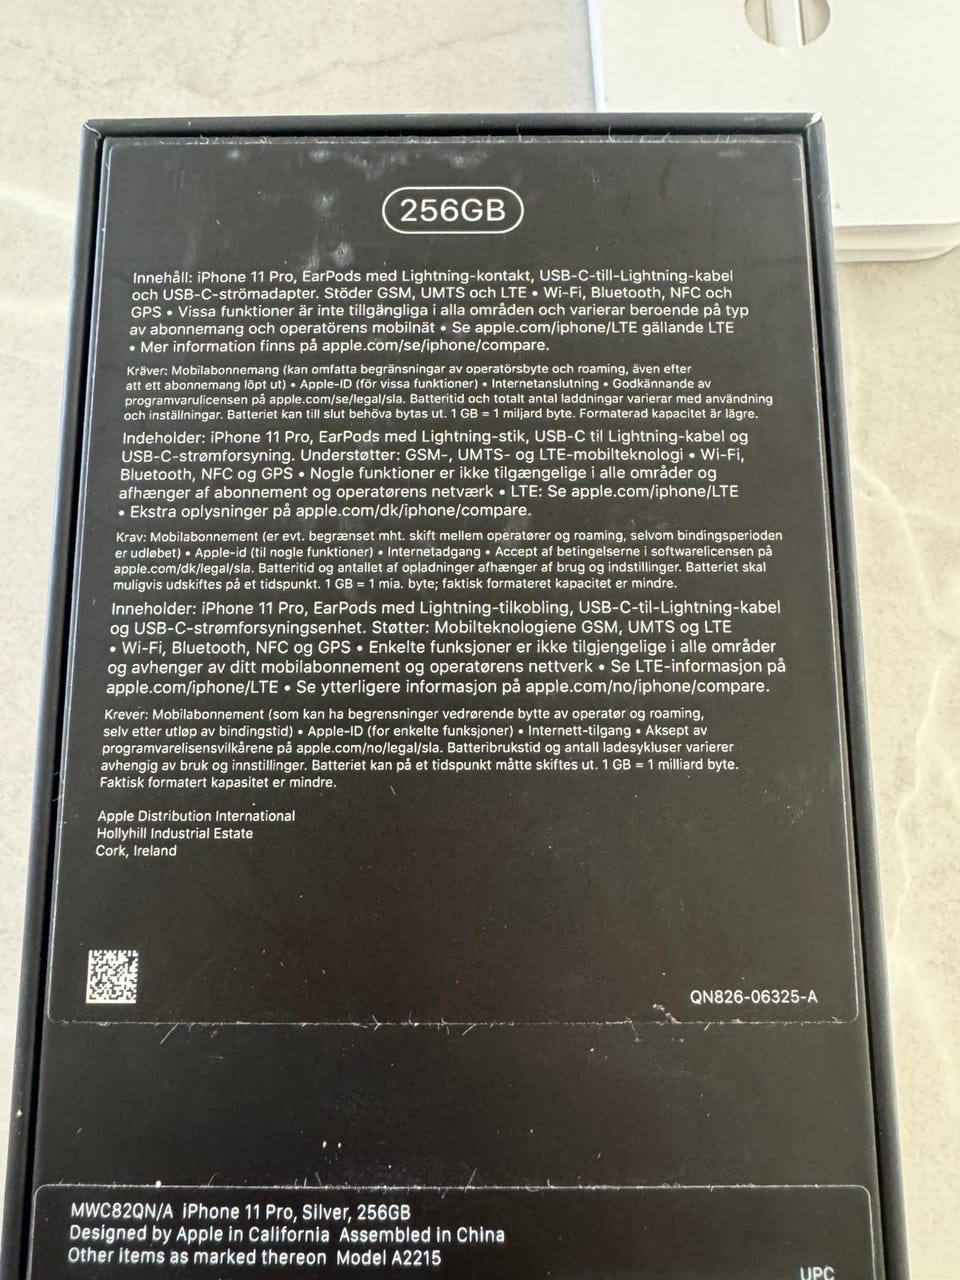 256GB
Innehåll: iPhone 11 Pro, EarPods med Lightning-kontakt, USB-C-till-Lightning-kabel
och USB-C-strömadapter. Stöder GSM, UMTS och LTE • Wi-Fi, Bluetooth, NFC och
GPS • Vissa funktioner är inte tillgängliga i alla områden och varierar beroende på typ
av abonnemang och operatörens mobilnät • Se apple.com/iphone/LTE gällande LTE
• Mer information finns på apple.com/se/iphone/compare.
Kräver: Mobilabonnemang (kan omfatta begränsningar av operatörsbyte och roaming, även efter
att ett abonnemang löpt ut) • Apple-ID (för vissa funktioner) • Internetanslutning • Godkännande av
programvarulicensen på apple.com/se/legal/sla. Batteritid och totalt antal laddningar varierar med användning
och inställningar. Batteriet kan till slut behöva bytas ut. 1 GB = 1 miljard byte. Formaterad kapacitet är lägre.
Indeholder: iPhone 11 Pro, EarPods med Lightning-stik, USB-C til Lightning-kabel og
USB-C-strømforsyning. Understøtter: GSM-, UMTS- og LTE-mobilteknologi • Wi-Fi,
Bluetooth, NFC og GPS • Nogle funktioner er ikke tilgængelige i alle områder og
afhænger af abonnement og operatørens netværk • LTE: Se apple.com/iphone/LTE
• Ekstra oplysninger på apple.com/dk/iphone/compare.
Krav: Mobilabonnement (er evt. begrænset mht. skift mellem operatører og roaming, selvom bindingsperioden
er udløbet) • Apple-id (til nogle funktioner) • Internetadgang • Accept af betingelserne i softwarelicensen på
apple.com/dk/legal/sla. Batteritid og antallet af opladninger afhænger af brug og indstillinger. Batteriet skal
muligvis udskiftes på et tidspunkt. 1 GB = 1 mia. byte; faktisk formateret kapacitet er mindre.
Inneholder: iPhone 11 Pro, EarPods med Lightning-tilkobling, USB-C-til-Lightning-kabel
og USB-C-strømforsyningsenhet. Støtter: Mobilteknologiene GSM, UMTS og LTE
• Wi-Fi, Bluetooth, NFC og GPS • Enkelte funksjoner er ikke tilgjengelige i alle områder
og avhenger av ditt mobilabonnement og operatørens nettverk • Se LTE-informasjon på
apple.com/iphone/LTE • Se ytterligere informasjon på apple.com/no/iphone/compare.
Krever: Mobilabonnement (som kan ha begrensninger vedrørende bytte av operatør og roaming,
selv etter utløp av bindingstid) • Apple-ID (for enkelte funksjoner) • Internett-tilgang • Aksept av
programvarelisensvilkårene på apple.com/no/legal/sla. Batteribrukstid og antall ladesykluser varierer
avhengig av bruk og innstillinger. Batteriet kan på et tidspunkt måtte skiftes ut. 1 GB = 1 milliard byte.
Faktisk formatert kapasitet er mindre.
Apple Distribution International
Hollyhill Industrial Estate
Cork, Ireland
QN826-06325-A
MWC82QN/A iPhone 11 Pro, Silver, 256GB
Designed by Apple in California Assembled in China
Other items as marked thereon Model A2215
UPC